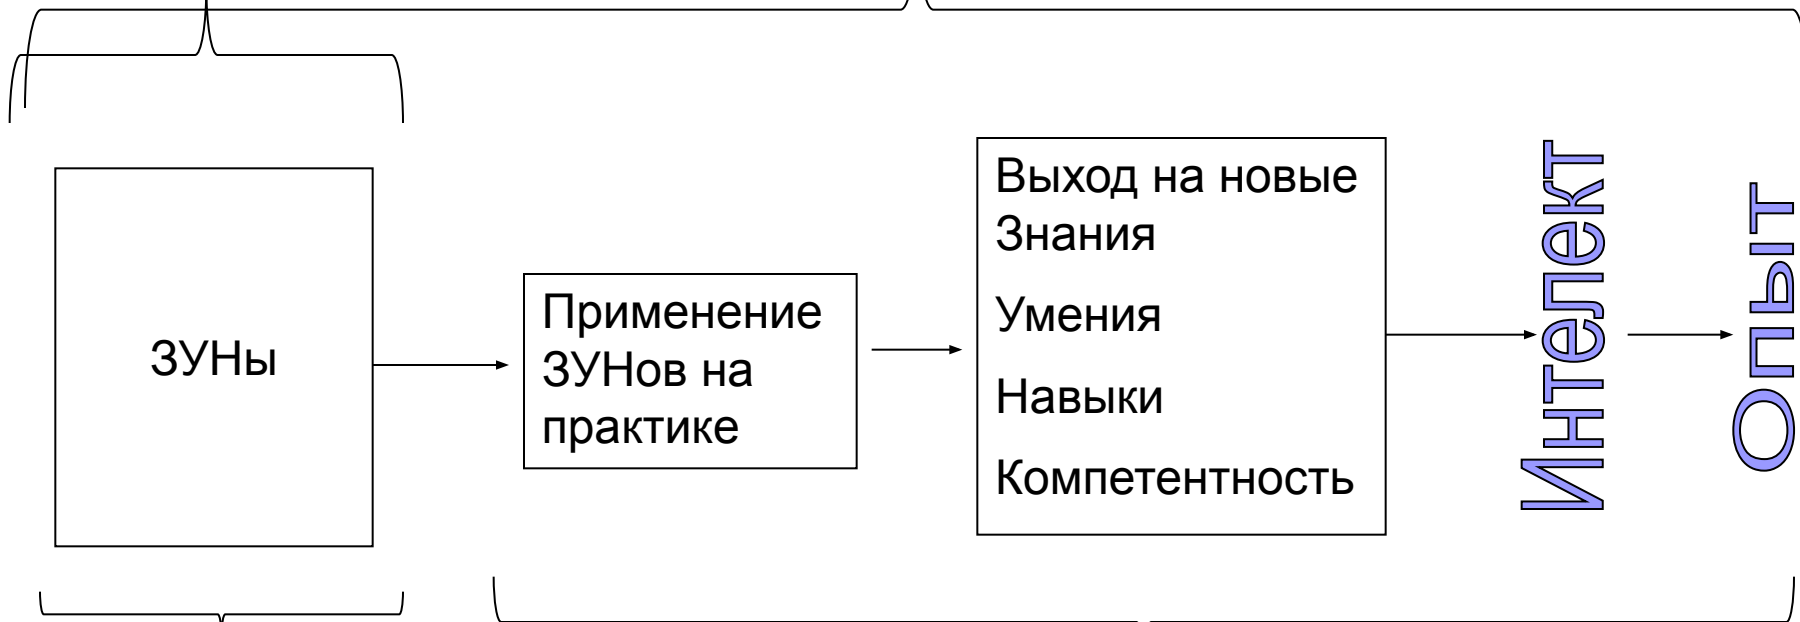 ЗУНы
Применение
ЗУНов на
практике
Выход на новые
Знания
Умения
Навыки
Компетентность
Интелект
Опыт